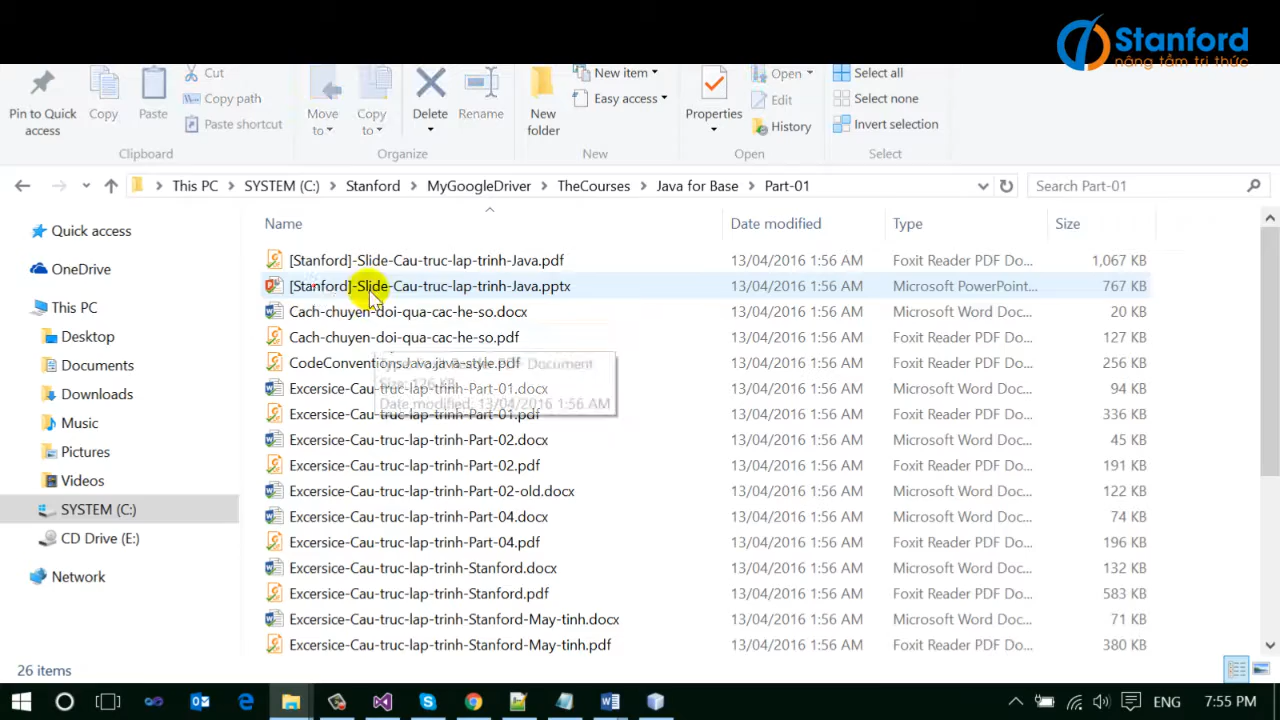 Stanford
nâng tầm tri thức
Cut
New item
Open
Select all
Copy path
Easy access
Edit
Select none
Pin to Quick access
Copy
Paste
Paste shortcut
Move to
Copy to
Delete
Rename
New folder
Properties
History
Invert selection
Clipboard
Organize
New
Open
Select
This PC > SYSTEM (C:) > Stanford > MyGoogleDriver > TheCourses > Java for Base > Part-01
Search Part-01
Name Date modified Type Size
Quick access
OneDrive
This PC
Desktop
Documents
Downloads
Music
Pictures
Videos
SYSTEM (C:)
CD Drive (E:)
Network
[Stanford]-Slide-Cau-truc-lap-trinh-Java.pdf 13/04/2016 1:56 AM Foxit Reader PDF Do... 1,067 KB
[Stanford]-Slide-Cau-truc-lap-trinh-Java.pptx 13/04/2016 1:56 AM Microsoft PowerPoint... 767 KB
Cach-chuyen-doi-qua-cac-he-so.docx 13/04/2016 1:56 AM Microsoft Word Doc... 20 KB
Cach-chuyen-doi-qua-cac-he-so.pdf 13/04/2016 1:56 AM Foxit Reader PDF Do... 127 KB
CodeConventions.Java.java-style.pdf 13/04/2016 1:56 AM Foxit Reader PDF Do... 256 KB
Document
Size: 126 KB
Date modified: 13/04/2016 1:56 AM
Excersice-Cau-truc-lap-trinh-Part-01.docx 13/04/2016 1:56 AM Microsoft Word Doc... 94 KB
Excersice-Cau-truc-lap-trinh-Part-01.pdf 13/04/2016 1:56 AM Foxit Reader PDF Do... 336 KB
Excersice-Cau-truc-lap-trinh-Part-02.docx 13/04/2016 1:56 AM Microsoft Word Doc... 45 KB
Excersice-Cau-truc-lap-trinh-Part-02.pdf 13/04/2016 1:56 AM Foxit Reader PDF Do... 191 KB
Excersice-Cau-truc-lap-trinh-Part-02-old.docx 13/04/2016 1:56 AM Microsoft Word Doc... 122 KB
Excersice-Cau-truc-lap-trinh-Part-04.docx 13/04/2016 1:56 AM Microsoft Word Doc... 74 KB
Excersice-Cau-truc-lap-trinh-Part-04.pdf 13/04/2016 1:56 AM Foxit Reader PDF Do... 196 KB
Excersice-Cau-truc-lap-trinh-Stanford.docx 13/04/2016 1:56 AM Microsoft Word Doc... 132 KB
Excersice-Cau-truc-lap-trinh-Stanford.pdf 13/04/2016 1:56 AM Foxit Reader PDF Do... 583 KB
Excersice-Cau-truc-lap-trinh-Stanford-May-tinh.docx 13/04/2016 1:56 AM Microsoft Word Doc... 71 KB
Excersice-Cau-truc-lap-trinh-Stanford-May-tinh.pdf 13/04/2016 1:56 AM Foxit Reader PDF Do... 380 KB
26 items
ENG 7:55 PM